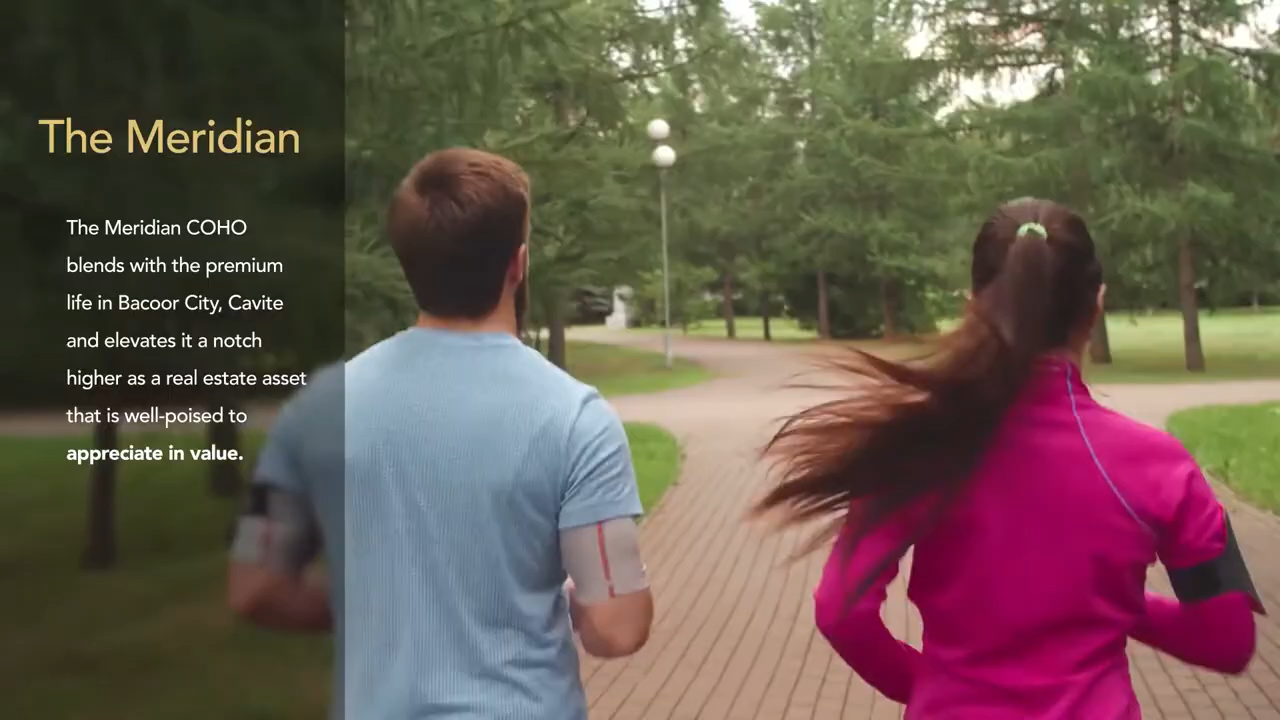 The Meridian
The Meridian COHO
blends with the premium
life in Bacoor City, Cavite
and elevates it a notch
higher as a real estate asset
that is well-poised to
appreciate in value.